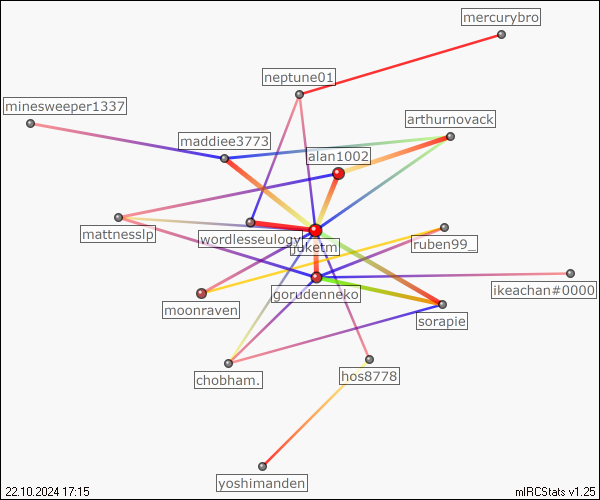 mercurybro
neptune01
minesweeper1337
arthurnovack
maddiee3773
alan1002
mattnesslp
wordlesseulogy
juketm
ruben99_
gorudenneko
ikeachan#0000
moonraven
sorapie
chobham.
hos8778
yoshimanden
22.10.2024 17:15
mIRCStats v1.25